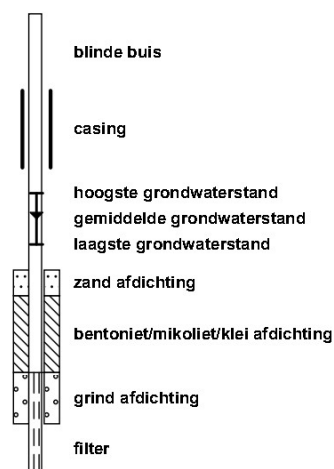 blinde buis
casing
hoogste grondwaterstand
gemiddelde grondwaterstand
laagste grondwaterstand
zand afdichting
bentoniet/mikoliet/klei afdichting
grind afdichting
filter